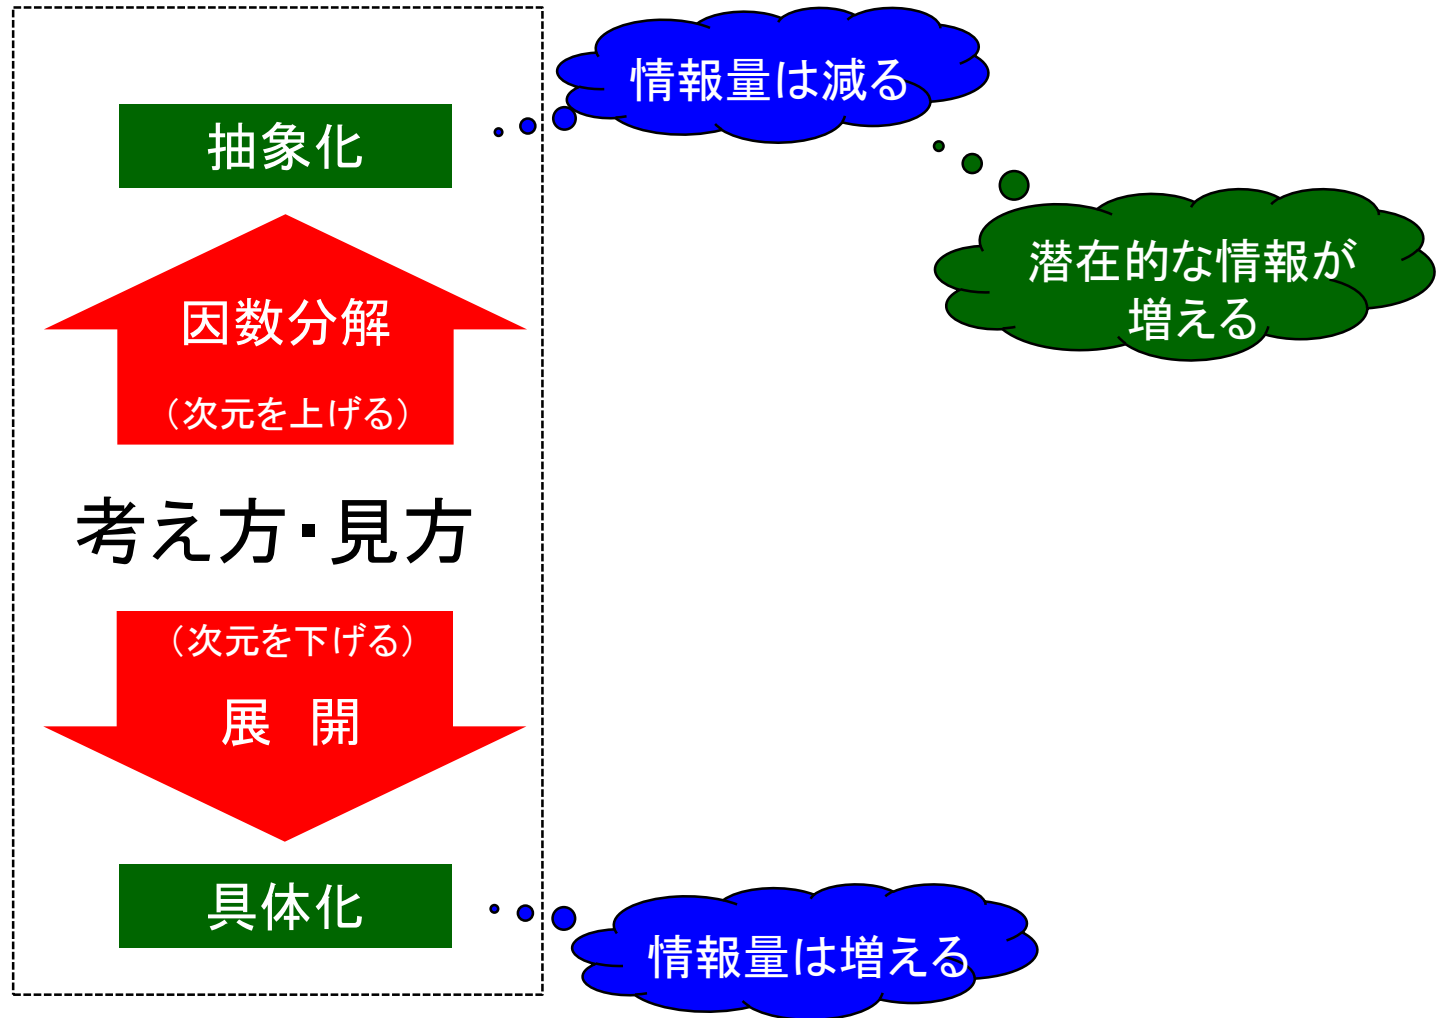 情報量は減る
抽象化
潜在的な情報が
増える
因数分解
（次元を上げる）
考え方・見方
（次元を下げる）
展　開
具体化
情報量は増える